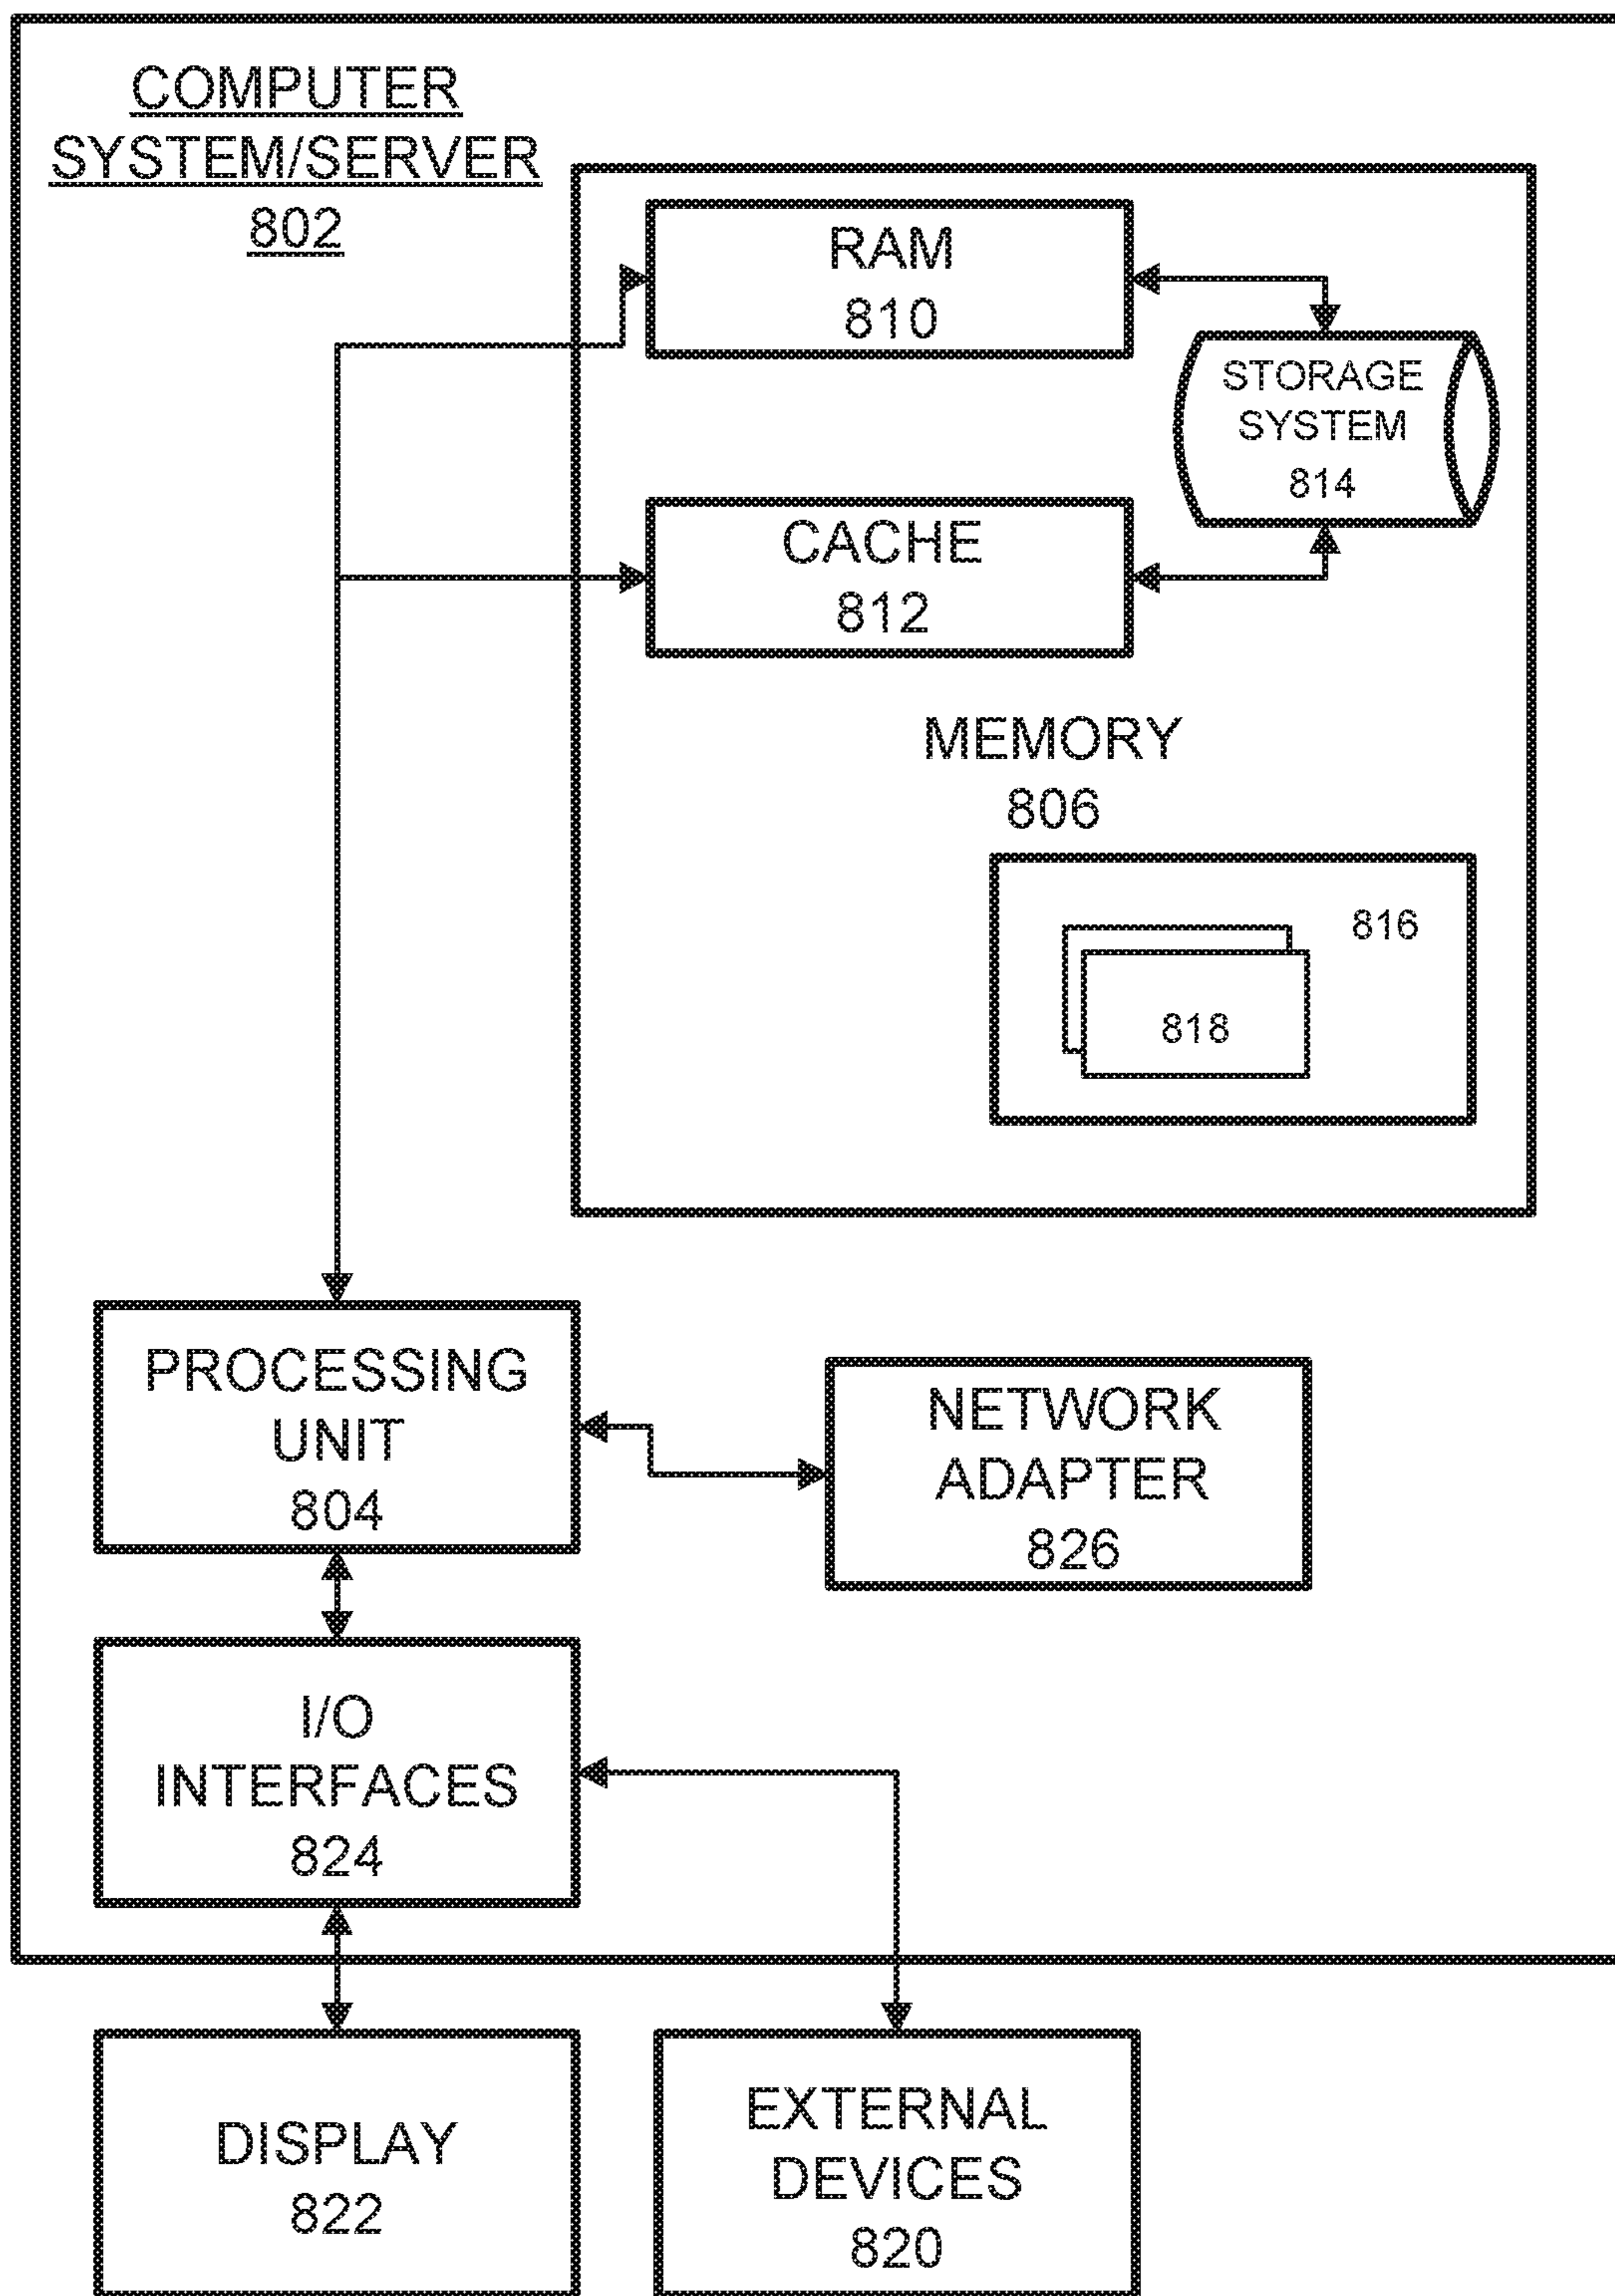 COMPUTER
SYSTEM/SERVER
802
RAM
810
STORAGE
SYSTEM
814
CACHE
812
MEMORY
806
816
818
PROCESSING
UNIT
804
NETWORK
ADAPTER
826
I/O
INTERFACES
824
DISPLAY
822
EXTERNAL
DEVICES
820